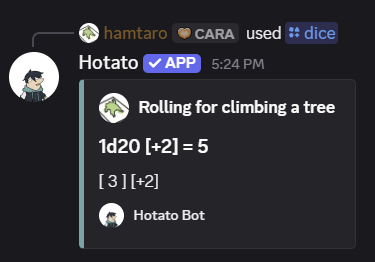 hamtaro CARA used dice
Hotato APP 5:24 PM
Rolling for climbing a tree
1d20 [+2] = 5
[ 3 ] [+2]
Hotato Bot